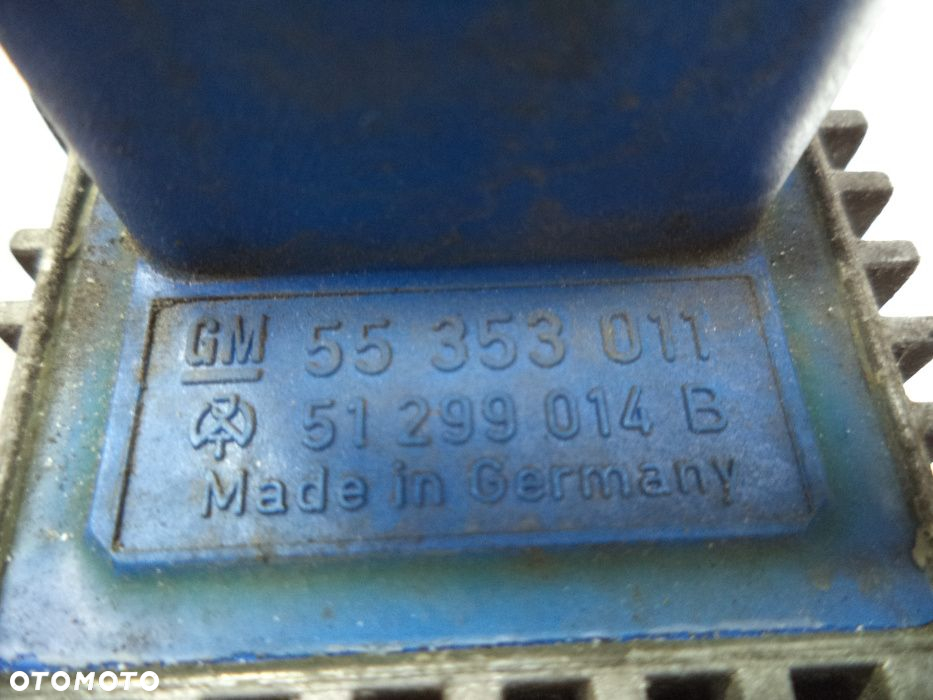 GM 55 353 011
51 299 014 B
Made in Germany
OTOMOTO